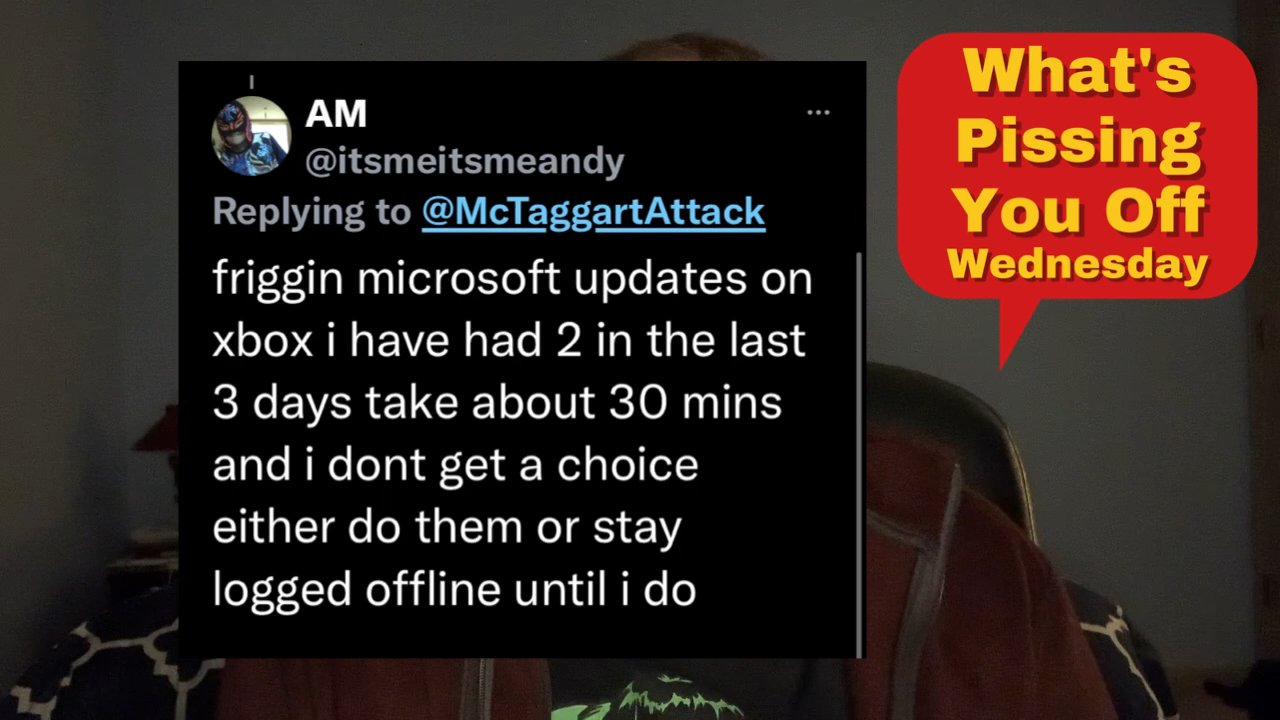 AM
@itsmeitsmeandy
Replying to @McTaggartAttack
friggin microsoft updates on
xbox i have had 2 in the last
3 days take about 30 mins
and i dont get a choice
either do them or stay
logged offline until i do
What's
Pissing
You Off
Wednesday